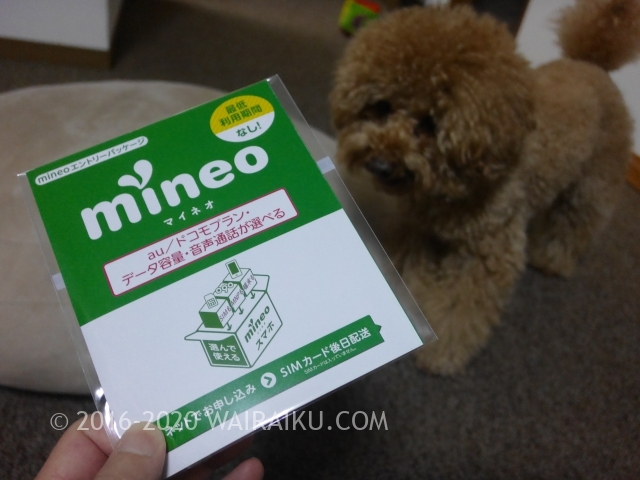 最低
利用期間
なし!
mineoエントリーパッケージ
mineo
マイネオ
au/ドコモプラン・
データ容量・音声通話が選べる
mineo
スマホ
選んで
使える
でお申し込み
SIMカード後日配送
© 2016-2020 WAIRAIKU.COM